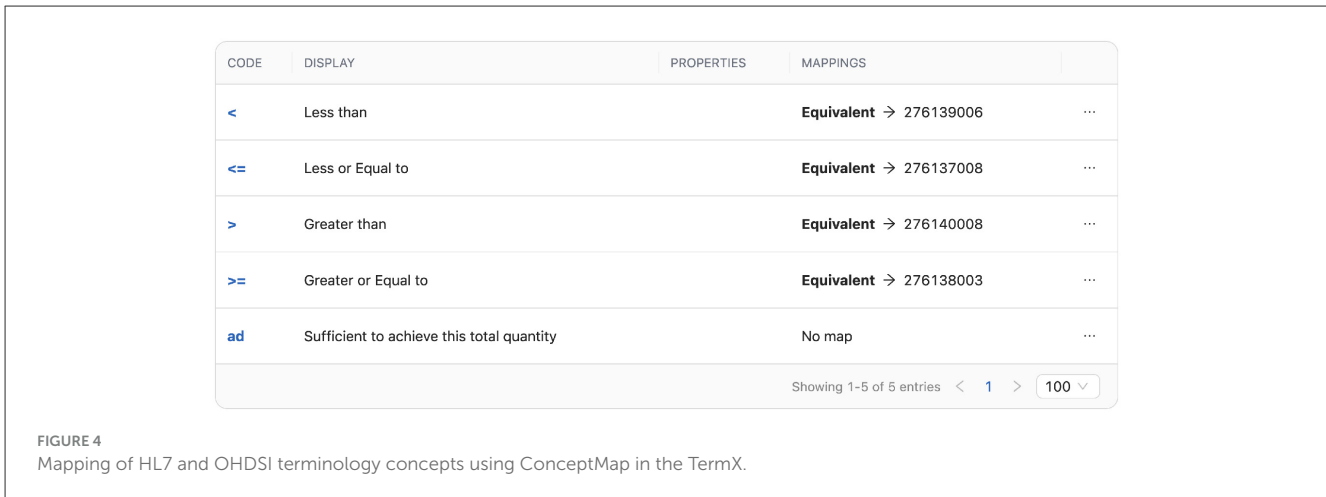 CODE DISPLAY PROPERTIES MAPPINGS
< Less than Equivalent → 276139006 ...
<= Less or Equal to Equivalent → 276137008 ...
> Greater than Equivalent → 276140008 ...
>= Greater or Equal to Equivalent → 276138003 ...
ad Sufficient to achieve this total quantity No map ...
Showing 1-5 of 5 entries < 1 > 100
FIGURE 4
Mapping of HL7 and OHDSI terminology concepts using ConceptMap in the TermX.